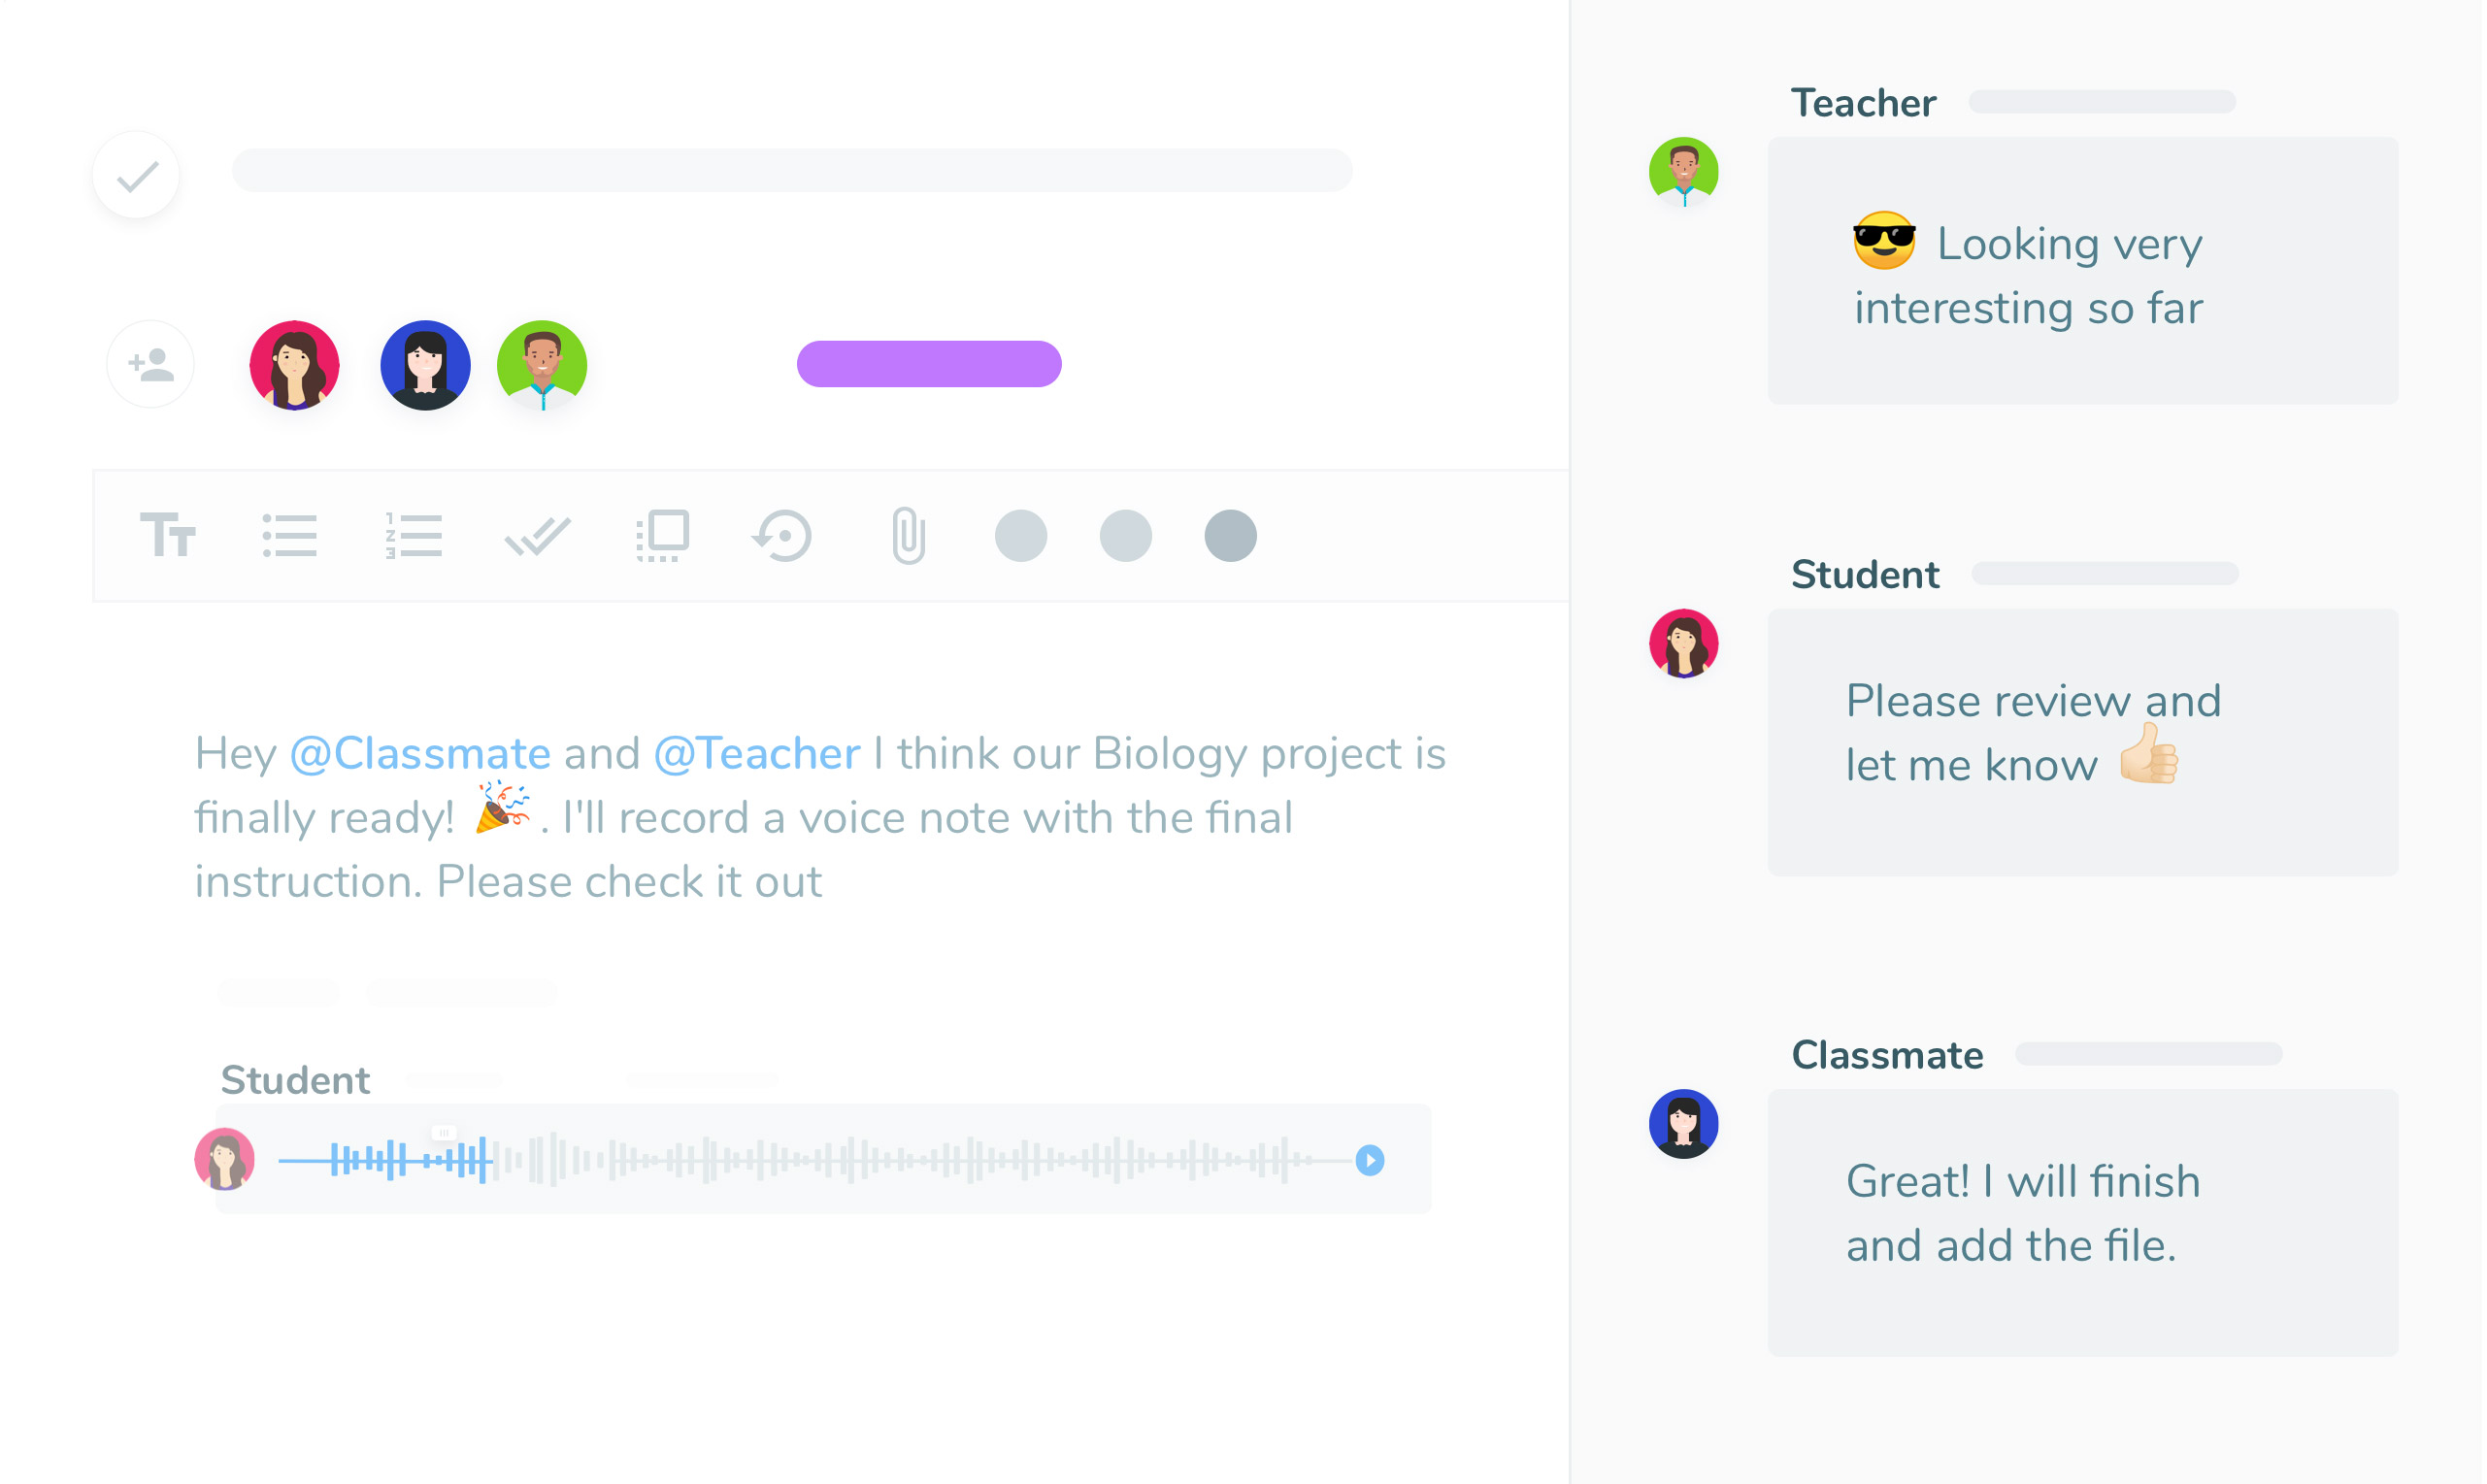 Hey @Classmate and @Teacher I think our Biology project is
finally ready! 🎉 . I'll record a voice note with the final
instruction. Please check it out
Student
Teacher
😎 Looking very
interesting so far
Student
Please review and
let me know 👍🏻
Classmate
Great! I will finish
and add the file.